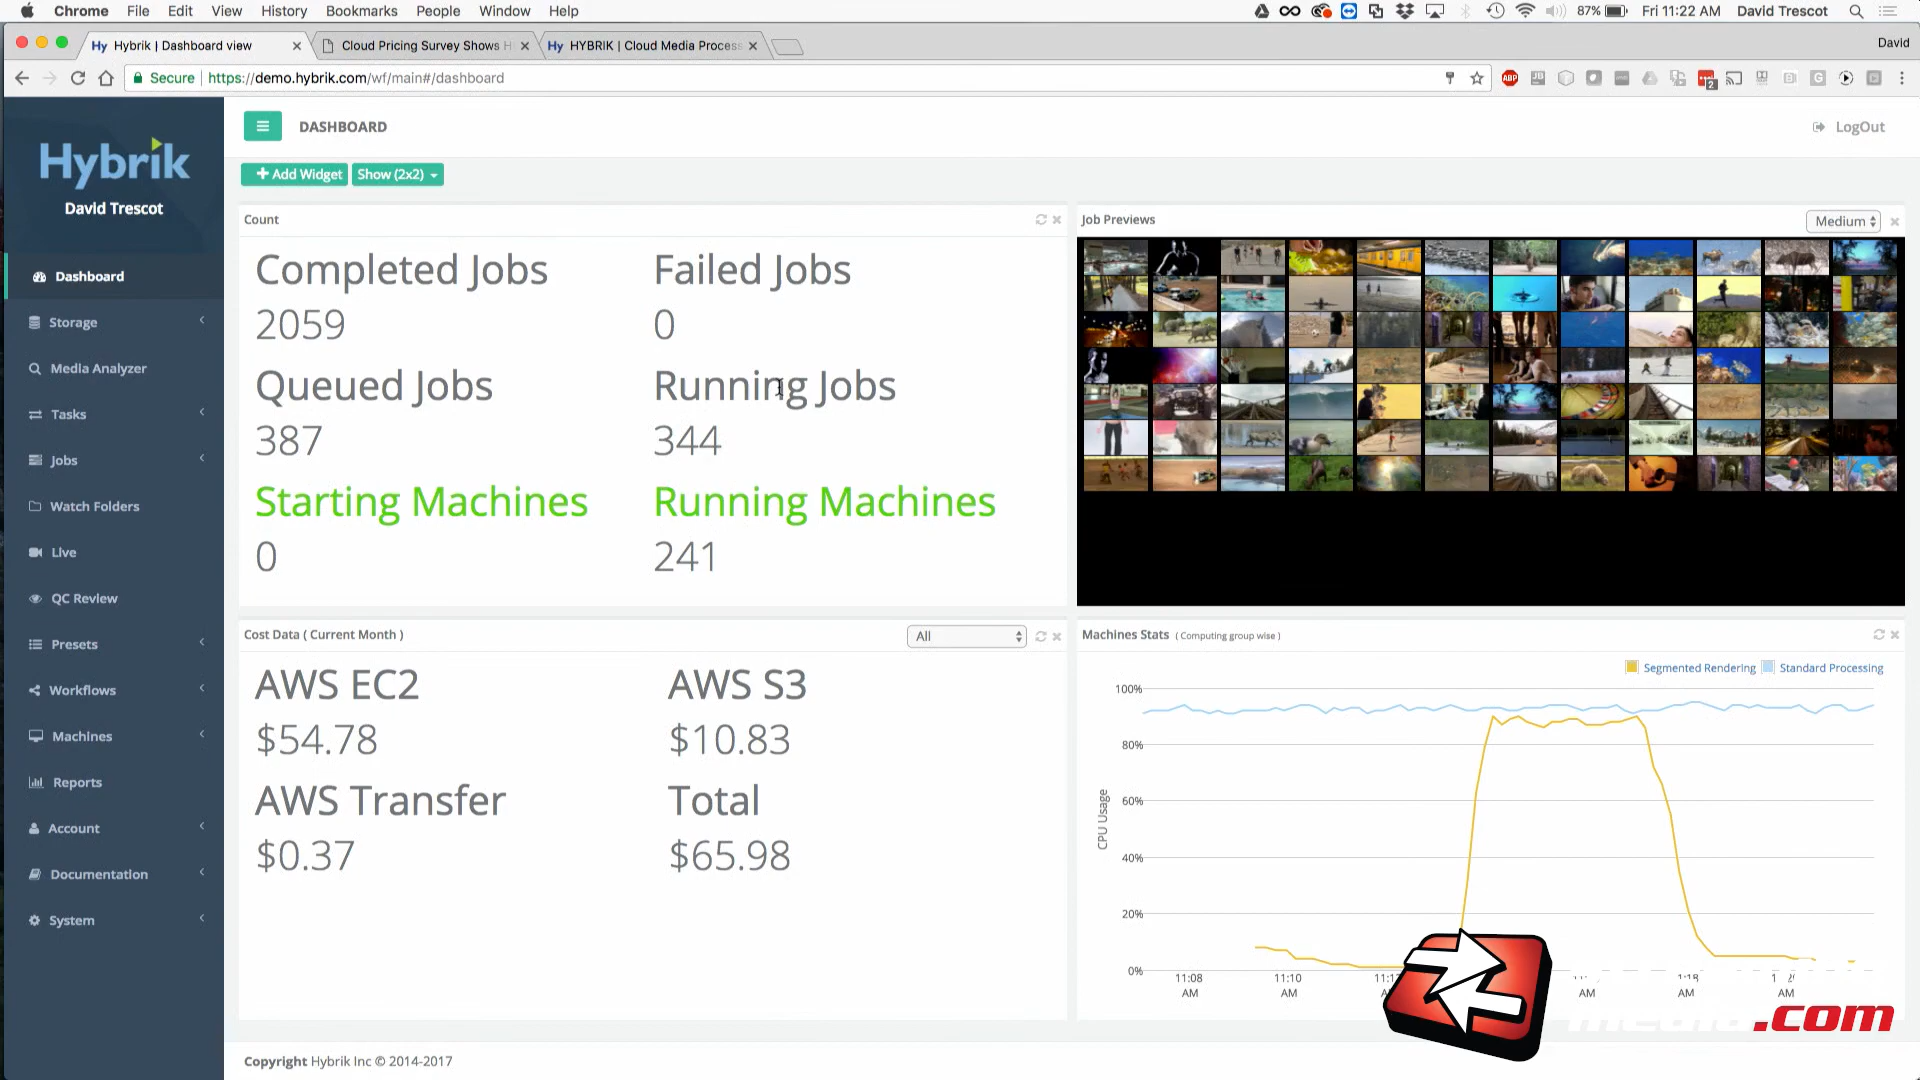 Chrome File Edit View History Bookmarks People Window Help
87% Fri 11:22 AM David Trescot
Hy Hybrik | Dashboard view
Cloud Pricing Survey Shows H
Hy HYBRIK | Cloud Media Process
David
Secure https://demo.hybrik.com/wf/main#/dashboard
ABP
2
Hybrik
David Trescot
DASHBOARD
LogOut
Add Widget
Show (2x2)
Dashboard
Storage
Media Analyzer
Tasks
Jobs
Watch Folders
Live
QC Review
Presets
Workflows
Machines
Reports
Account
Documentation
System
Count
Completed Jobs
2059
Failed Jobs
0
Queued Jobs
387
Running Jobs
344
Starting Machines
0
Running Machines
241
Job Previews
Medium
Cost Data ( Current Month )
All
AWS EC2
$54.78
AWS S3
$10.83
AWS Transfer
$0.37
Total
$65.98
Machines Stats ( Computing group wise )
Segmented Rendering
Standard Processing
CPU Usage
100%
80%
60%
40%
20%
0%
11:08 AM
11:10 AM
AM
AM
AM
media.com
Copyright Hybrik Inc © 2014-2017